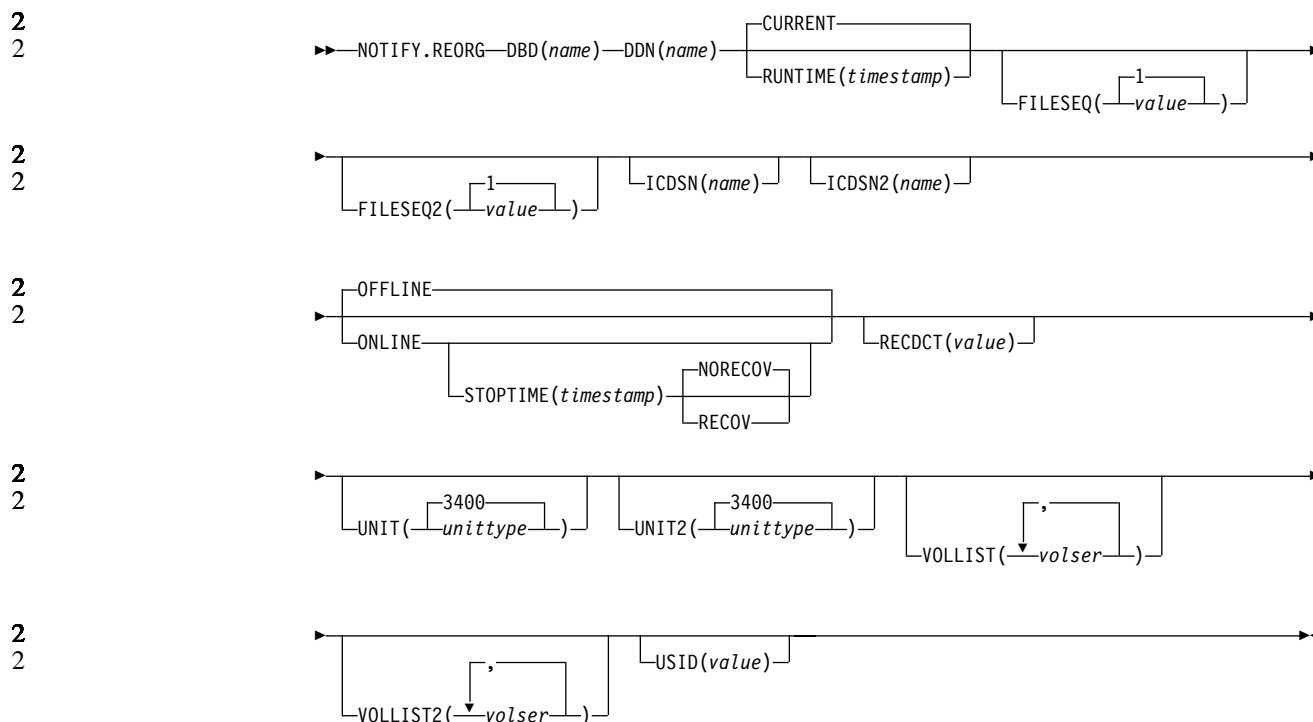 2 CURRENT
2 NOTIFY.REORG DBD(name) DDN(name) RUNTIME(timestamp) 1
FILESEQ( value )
2
2 1 ICDSN(name) ICDSN2(name)
FILESEQ2( value )
2 OFFLINE
2 ONLINE RECDCT(value)
NORECOV
STOPTIME(timestamp)
RECOV
2
2 3400 3400 ,
UNIT( unittype ) UNIT2( unittype )
VOLLIST( volser )
2
2 , USID(value)
VOLLIST2( volser )